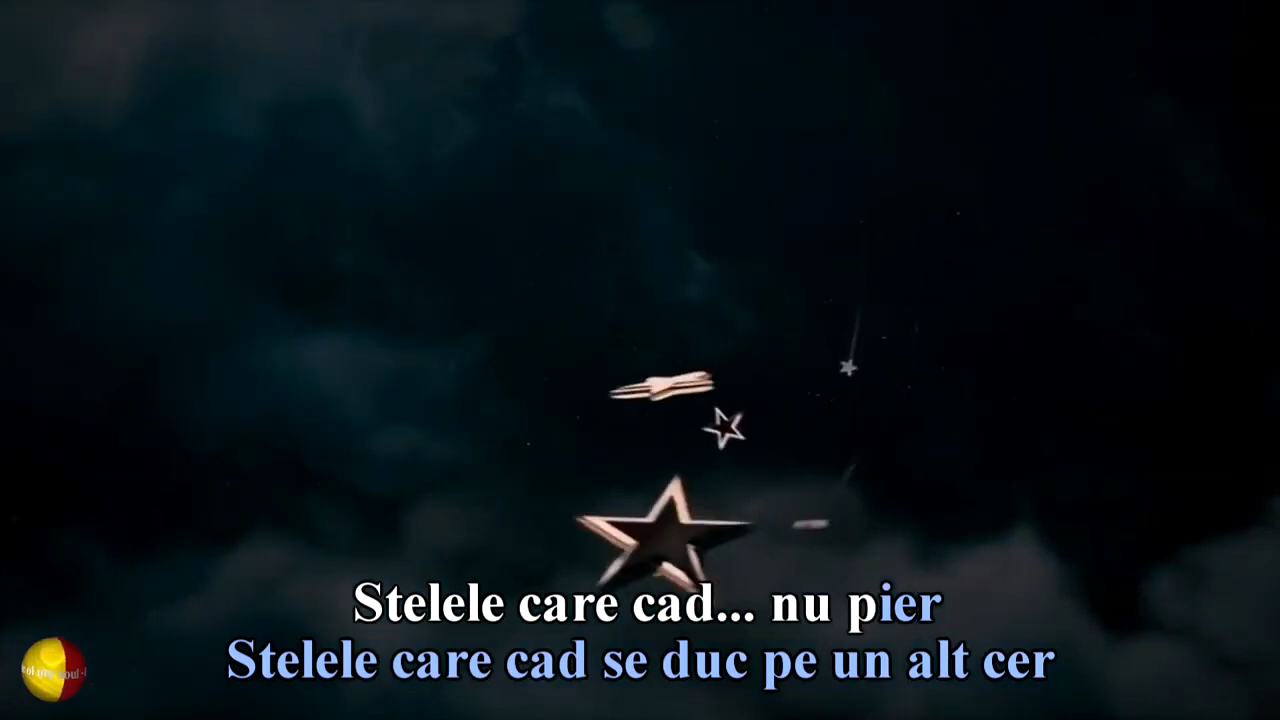 Stelele care cad... nu pier
Stelele care cad se duc pe un alt cer